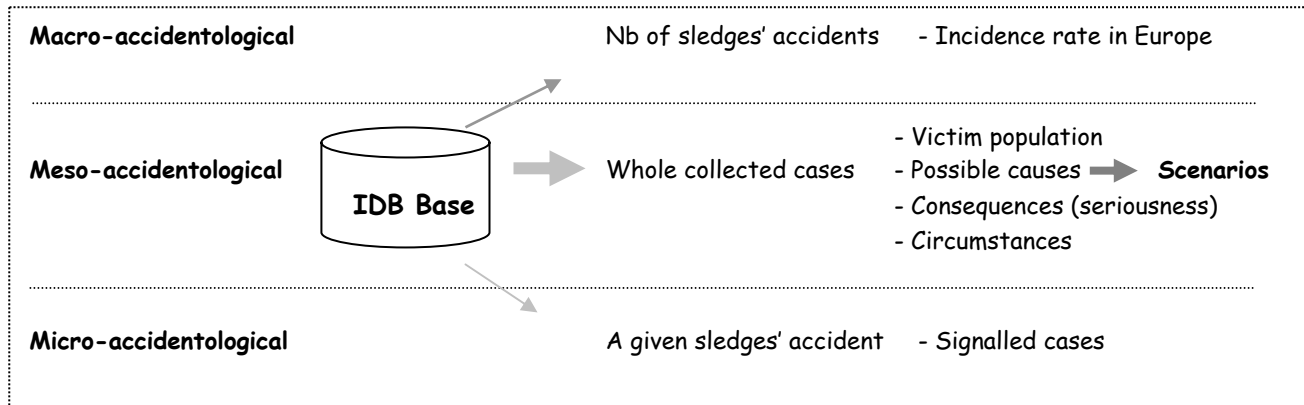 Macro-accidentological Nb of sledges' accidents - Incidence rate in Europe
- Victim population
Meso-accidentological Whole collected cases - Possible causes Scenarios
IDB Base
- Consequences (seriousness)
- Circumstances
Micro-accidentological A given sledges' accident - Signalled cases